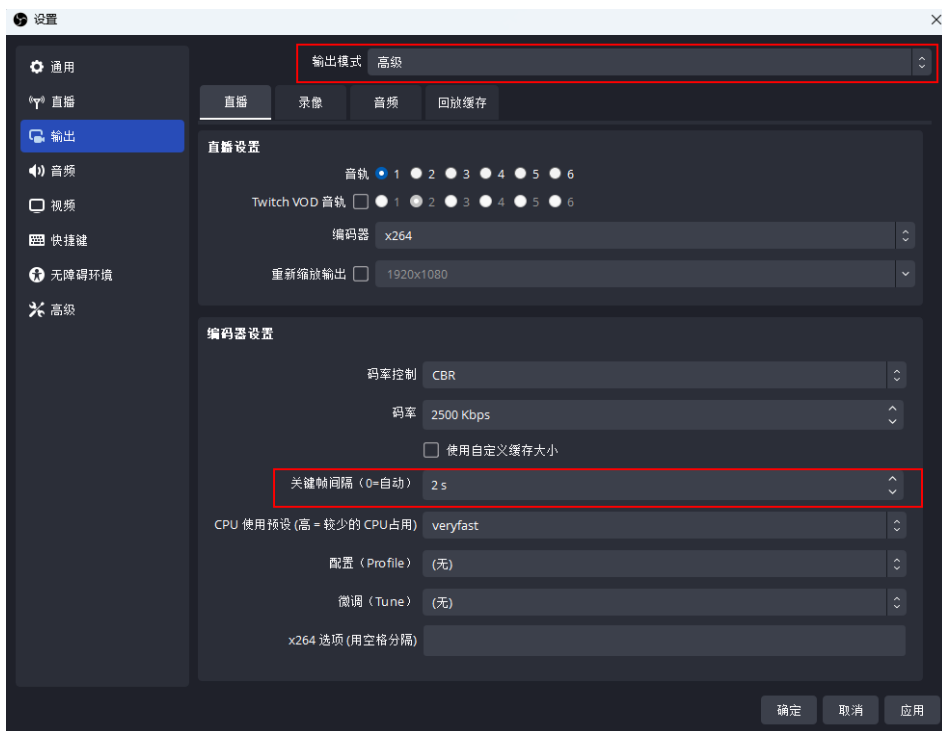 设置
输出模式 高级
通用
直播
输出
音频
视频
快捷键
无障碍环境
高级
直播 录像 音频 回放缓存
直播设置
音轨 1 2 3 4 5 6
Twitch VOD 音轨 1 2 3 4 5 6
编码器 x264
重新缩放输出 1920x1080
编码器设置
码率控制 CBR
码率 2500 Kbps
使用自定义缓存大小
关键帧间隔（0=自动） 2 s
CPU 使用预设 (高 = 较少的 CPU占用) veryfast
配置（Profile） (无)
微调（Tune） (无)
x264 选项 (用空格分隔)
确定 取消 应用